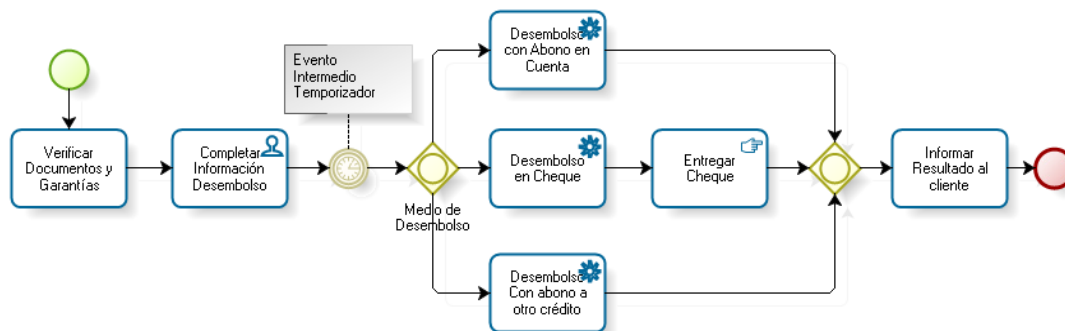 Verificar
Documentos y
Garantías
Completar
Información
Desembolso
Evento
Intermedio
Temporizador
Medio de
Desembolso
Desembolso
con Abono en
Cuenta
Desembolso
en Cheque
Entregar
Cheque
Desembolso
Con abono a
otro crédito
Informar
Resultado al
cliente